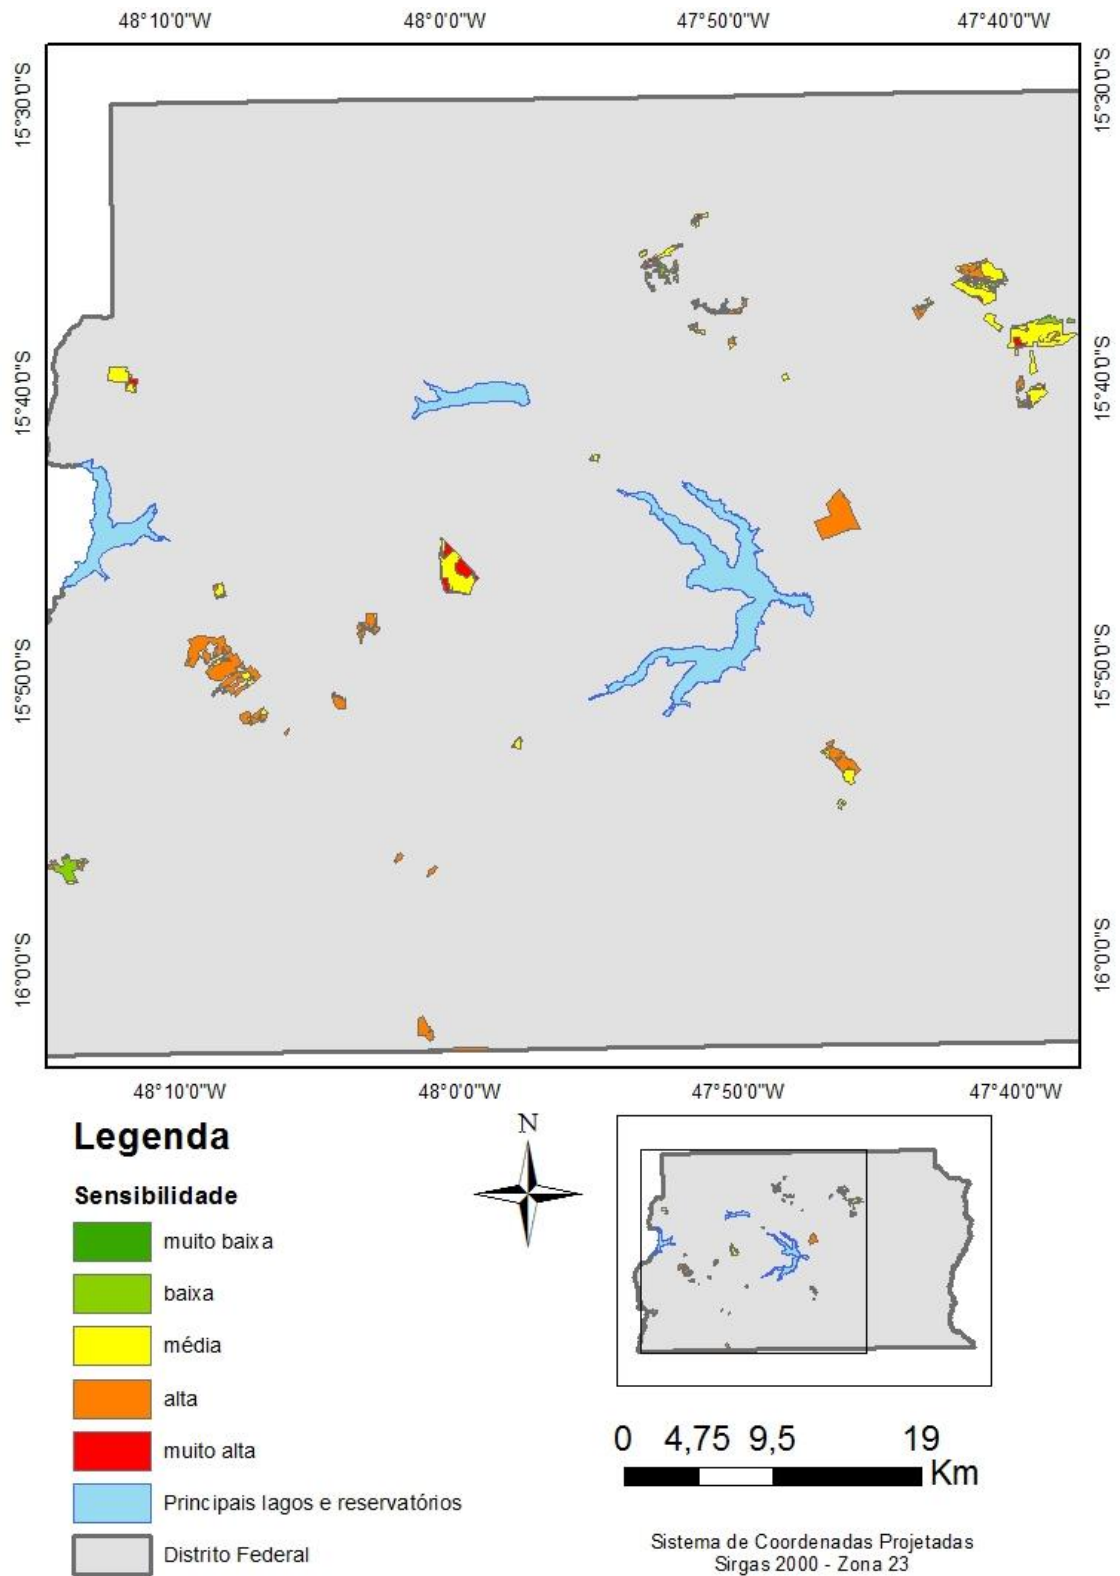 48°10'0"W 48°0'0"W 47°50'0"W 47°40'0"W
15°30'0"S 15°30'0"S
15°40'0"S 15°40'0"S
15°50'0"S 15°50'0"S
16°0'0"S 16°0'0"S
48°10'0"W 48°0'0"W 47°50'0"W 47°40'0"W
Legenda
Sensibilidade
muito baixa
baixa
média
alta
muito alta
Principais lagos e reservatórios
Distrito Federal
N
0 4,75 9,5 19
Km
Sistema de Coordenadas Projetadas
Sirgas 2000 - Zona 23